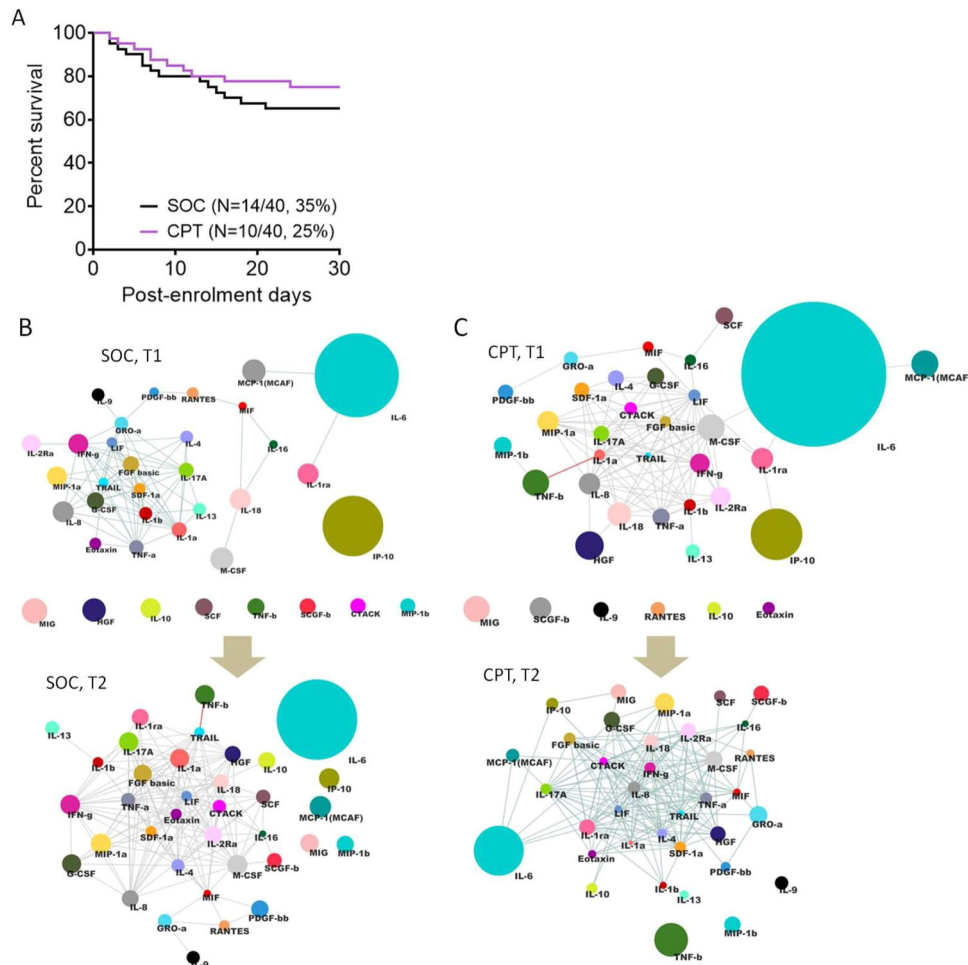 A
100
80
60
40
20
0
Percent survival
SOC (N=14/40, 35%)
CPT (N=10/40, 25%)
0 10 20 30
Post-enrolment days
B
SOC, T1
MCP-1(MCAF)
IL-6
IL-9
PDGF-bb
RANTES
MIF
GRO-a
IL-2Ra
IFN-g
LIF
IL-4
IL-16
FGF basic
IL-17A
MIP-1a
TRAIL
SDF-1a
IL-1ra
G-CSF
IL-18
IL-8
IL-1b
IL-13
IL-1a
Eotaxin
TNF-a
M-CSF
IP-10
MIG
HGF
IL-10
SCF
TNF-b
SCGF-b
CTACK
MIP-1b
SOC, T2
TNF-b
IL-1ra
IL-13
TRAIL
IL-17A
IL-1b
IL-1a
HGF
IL-10
IL-6
FGF basic
IL-18
IP-10
IFN-g
TNF-a
LIF
CTACK
SCF
MCP-1(MCAF)
Eotaxin
SDF-1a
IL-2Ra
IL-16
MIP-1a
MIG
MIP-1b
G-CSF
IL-4
M-CSF
SCGF-b
IL-8
MIF
PDGF-bb
GRO-a
RANTES
IL-9
C
CPT, T1
SCF
MIF
IL-16
GRO-a
MCP-1(MCAF)
G-CSF
IL-4
PDGF-bb
SDF-1a
LIF
CTACK
FGF basic
MIP-1a
M-CSF
IL-6
IL-17A
MIP-1b
IL-1a
TRAIL
IFN-g
IL-1ra
TNF-b
IL-8
IL-2Ra
IL-1b
IL-18
TNF-a
HGF
IL-13
IP-10
MIG
SCGF-b
IL-9
RANTES
IL-10
Eotaxin
CPT, T2
IP-10
MIG
MIP-1a
SCF
SCGF-b
G-CSF
IL-16
FGF basic
IL-18
IL-2Ra
MCP-1(MCAF)
CTACK
IFN-g
M-CSF
RANTES
IL-17A
IL-8
TNF-a
MIF
LIF
TRAIL
GRO-a
IL-1ra
IL-4
HGF
IL-1a
SDF-1a
IL-6
Eotaxin
PDGF-bb
IL-10
IL-1b
IL-13
IL-9
MIP-1b
TNF-b